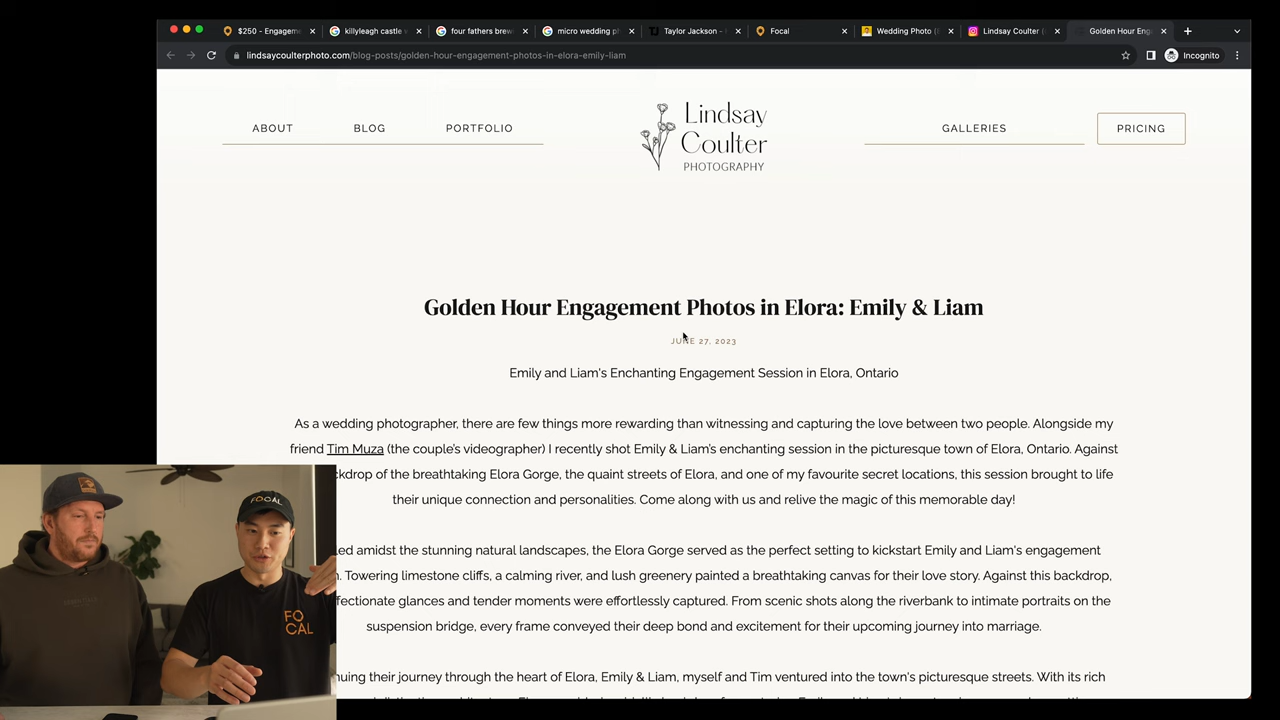 $250 - Engagem
killyleagh castle
four fathers brew
micro wedding ph
Taylor Jackson -
Focal
Wedding Photo (
Lindsay Coulter (
Golden Hour Eng
lindsaycoulterphoto.com/blog-posts/golden-hour-engagement-photos-in-elora-emily-liam
Incognito
ABOUT
BLOG
PORTFOLIO
Lindsay
Coulter
PHOTOGRAPHY
GALLERIES
PRICING
Golden Hour Engagement Photos in Elora: Emily & Liam
JUNE 27, 2023
Emily and Liam's Enchanting Engagement Session in Elora, Ontario
As a wedding photographer, there are few things more rewarding than witnessing and capturing the love between two people. Alongside my
friend Tim Muza (the couple's videographer) I recently shot Emily & Liam's enchanting session in the picturesque town of Elora, Ontario. Against
kdrop of the breathtaking Elora Gorge, the quaint streets of Elora, and one of my favourite secret locations, this session brought to life
their unique connection and personalities. Come along with us and relive the magic of this memorable day!
ed amidst the stunning natural landscapes, the Elora Gorge served as the perfect setting to kickstart Emily and Liam's engagement
. Towering limestone cliffs, a calming river, and lush greenery painted a breathtaking canvas for their love story. Against this backdrop,
fectionate glances and tender moments were effortlessly captured. From scenic shots along the riverbank to intimate portraits on the
suspension bridge, every frame conveyed their deep bond and excitement for their upcoming journey into marriage.
nuing their journey through the heart of Elora, Emily & Liam, myself and Tim ventured into the town's picturesque streets. With its rich
FOCAL
FO
CAL